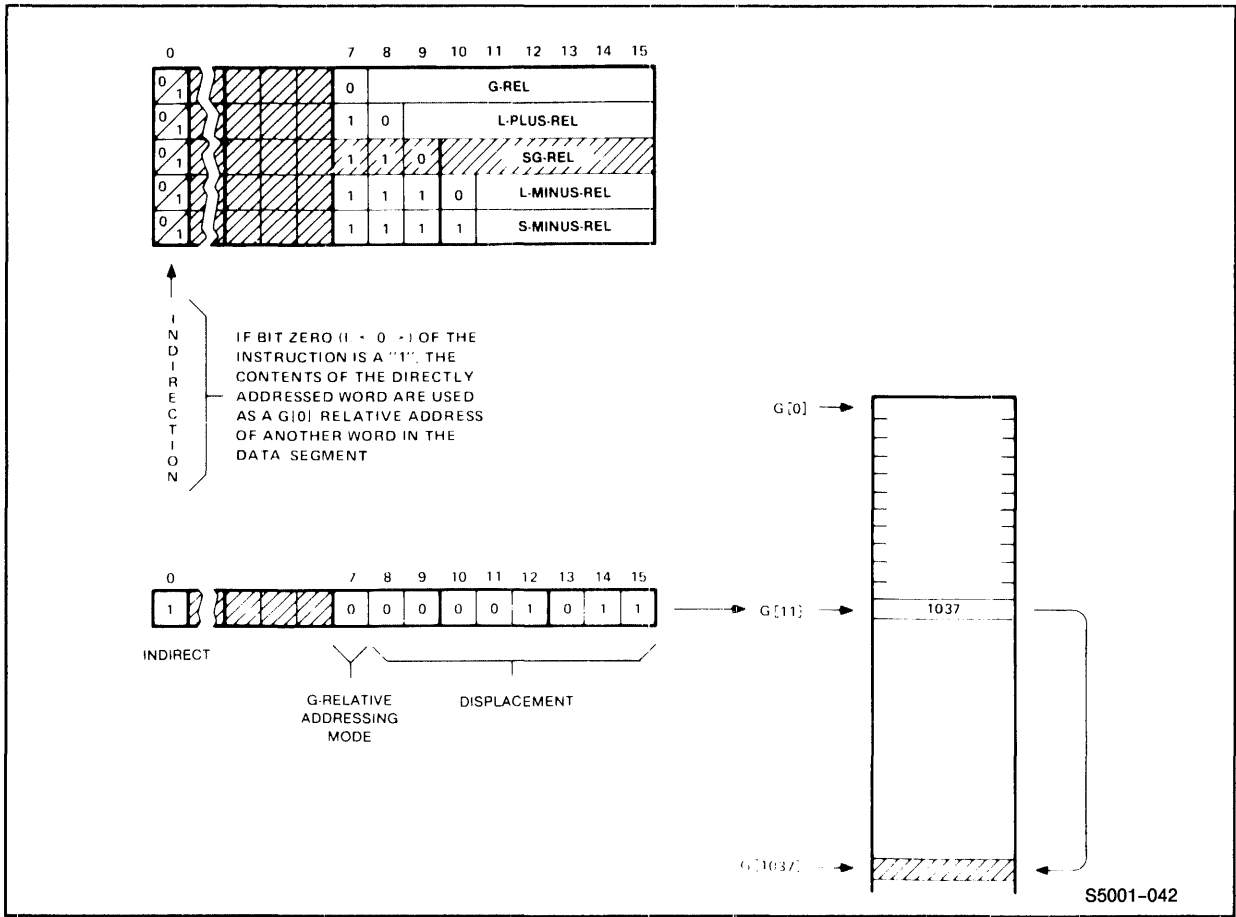 0 7 8 9 10 11 12 13 14 15
0 1 0 G-REL
0 1 1 0 L-PLUS-REL
0 1 1 1 0 SG-REL
0 1 1 1 1 0 L-MINUS-REL
0 1 1 1 1 1 S-MINUS-REL
INDIRECTION
IF BIT ZERO (I. < 0 >) OF THE
INSTRUCTION IS A "1", THE
CONTENTS OF THE DIRECTLY
ADDRESSED WORD ARE USED
AS A G[0] RELATIVE ADDRESS
OF ANOTHER WORD IN THE
DATA SEGMENT
G[0]
0 7 8 9 10 11 12 13 14 15
1 0 0 0 0 0 1 0 1 1
G[11]
1037
INDIRECT
G-RELATIVE
ADDRESSING
MODE
DISPLACEMENT
G[1037]
S5001-042